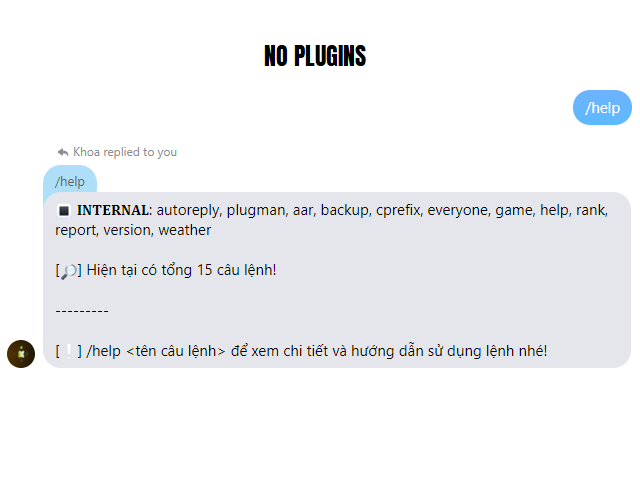 NO PLUGINS
/help
Khoa replied to you
/help
INTERNAL: autoreply, plugman, aar, backup, cprefix, everyone, game, help, rank,
report, version, weather
[🔎] Hiện tại có tổng 15 câu lệnh!
---------
[❕] /help <tên câu lệnh> để xem chi tiết và hướng dẫn sử dụng lệnh nhé!